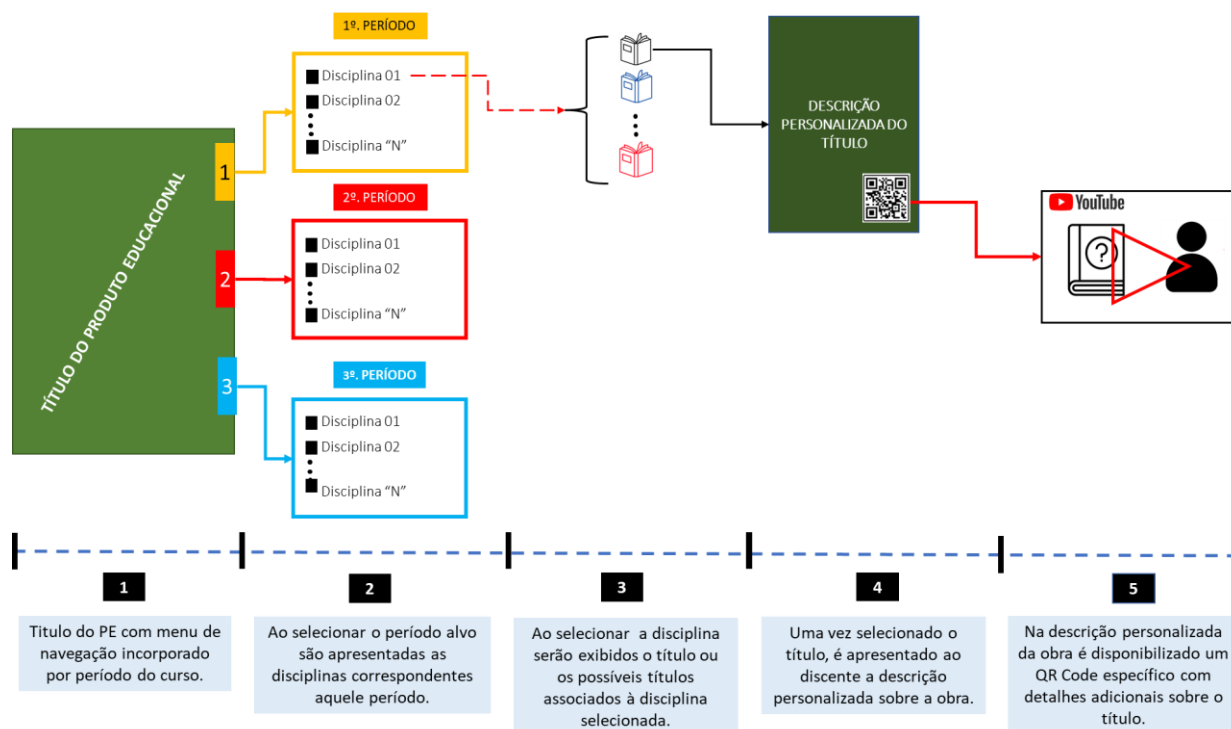 TÍTULO DO PRODUTO EDUCACIONAL
1
2
3
1º. PERÍODO
Disciplina 01
Disciplina 02
Disciplina “N”
2º. PERÍODO
Disciplina 01
Disciplina 02
Disciplina “N”
3º. PERÍODO
Disciplina 01
Disciplina 02
Disciplina “N”
DESCRIÇÃO
PERSONALIZADA DO
TÍTULO
YouTube
?
1
Titulo do PE com menu de
navegação incorporado
por período do curso.
2
Ao selecionar o período alvo
são apresentadas as
disciplinas correspondentes
aquele período.
3
Ao selecionar a disciplina
serão exibidos o título ou
os possíveis títulos
associados à disciplina
selecionada.
4
Uma vez selecionado o
título, é apresentado ao
discente a descrição
personalizada sobre a obra.
5
Na descrição personalizada
da obra é disponibilizado um
QR Code específico com
detalhes adicionais sobre o
título.